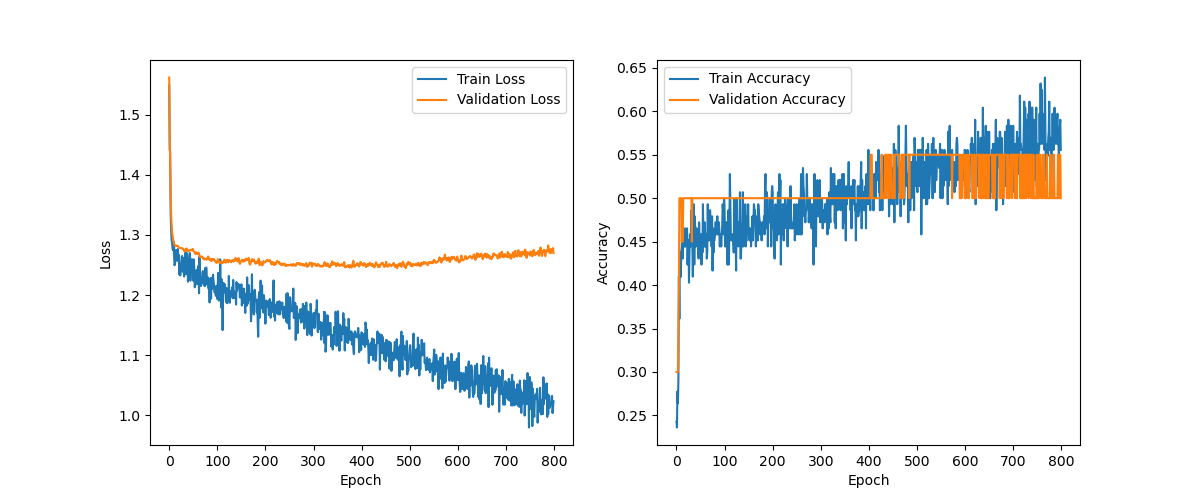 Train Loss
Validation Loss
1.5
1.4
1.3
1.2
1.1
1.0
Loss
0 100 200 300 400 500 600 700 800
Epoch
Train Accuracy
Validation Accuracy
0.65
0.60
0.55
0.50
0.45
0.40
0.35
0.30
0.25
Accuracy
0 100 200 300 400 500 600 700 800
Epoch